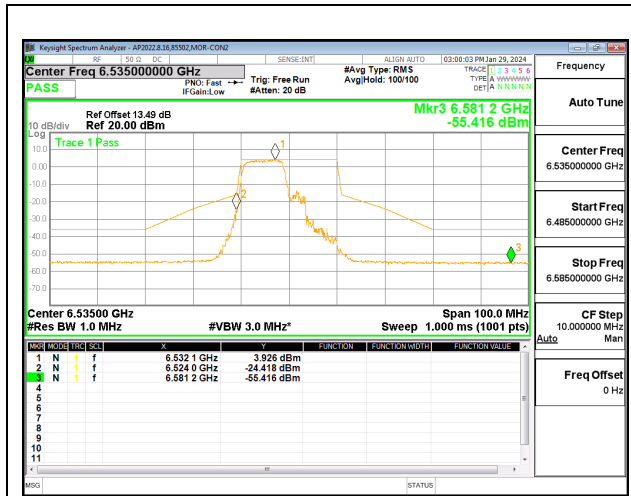 Keysight Spectrum Analyzer - AP2022.8.16,85502,MOR-CON2
RF 50 Ω DC SENSE:INT ALIGN AUTO 03:00:03 PM Jan 29, 2024
Center Freq 6.535000000 GHz
PASS
PNO: Fast
IFGain:Low
Trig: Free Run
#Atten: 20 dB
#Avg Type: RMS
Avg|Hold: 100/100
TRACE 1 2 3 4 5 6
TYPE A WWWWW
DET A N N N N N
Frequency
Auto Tune
Center Freq
6.535000000 GHz
Start Freq
6.485000000 GHz
Stop Freq
6.585000000 GHz
CF Step
10.000000 MHz
Auto Man
Freq Offset
0 Hz
Mkr3 6.581 2 GHz
-55.416 dBm
Ref Offset 13.49 dB
10 dB/div Ref 20.00 dBm
Log
Trace 1 Pass
10.0
0.00
-10.0
-20.0
-30.0
-40.0
-50.0
-60.0
-70.0
1
2
3
Center 6.53500 GHz Span 100.0 MHz
#Res BW 1.0 MHz #VBW 3.0 MHz* Sweep 1.000 ms (1001 pts)
MKR MODE TRC SCL X Y FUNCTION FUNCTION WIDTH FUNCTION VALUE
1 N 1 f 6.532 1 GHz 3.926 dBm
2 N 1 f 6.524 0 GHz -24.418 dBm
3 N 1 f 6.581 2 GHz -55.416 dBm
4
5
6
7
8
9
10
11
MSG STATUS